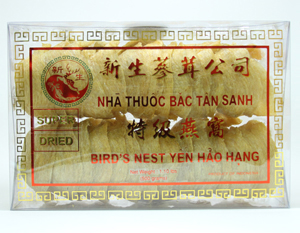 新生蔘茸公司
NHÀ THUỐC BẮC TÂN SANH
特級燕窩
SUPER
DRIED
BIRD'S NEST YẾN HẢO HẠNG